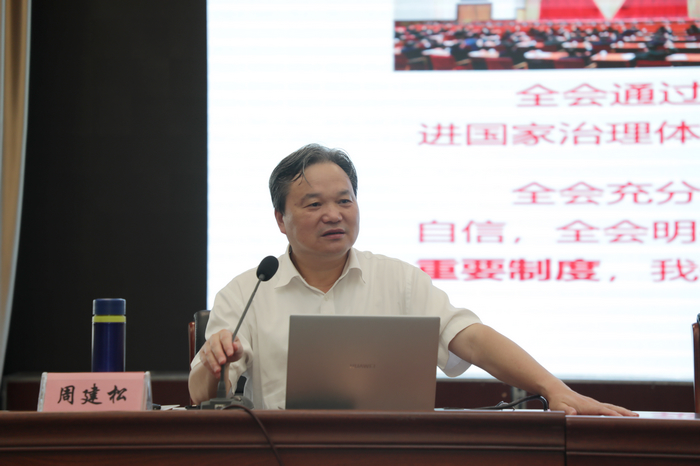 全会通过
进国家治理体
全会充分
自信，全会明
重要制度，我
周建松